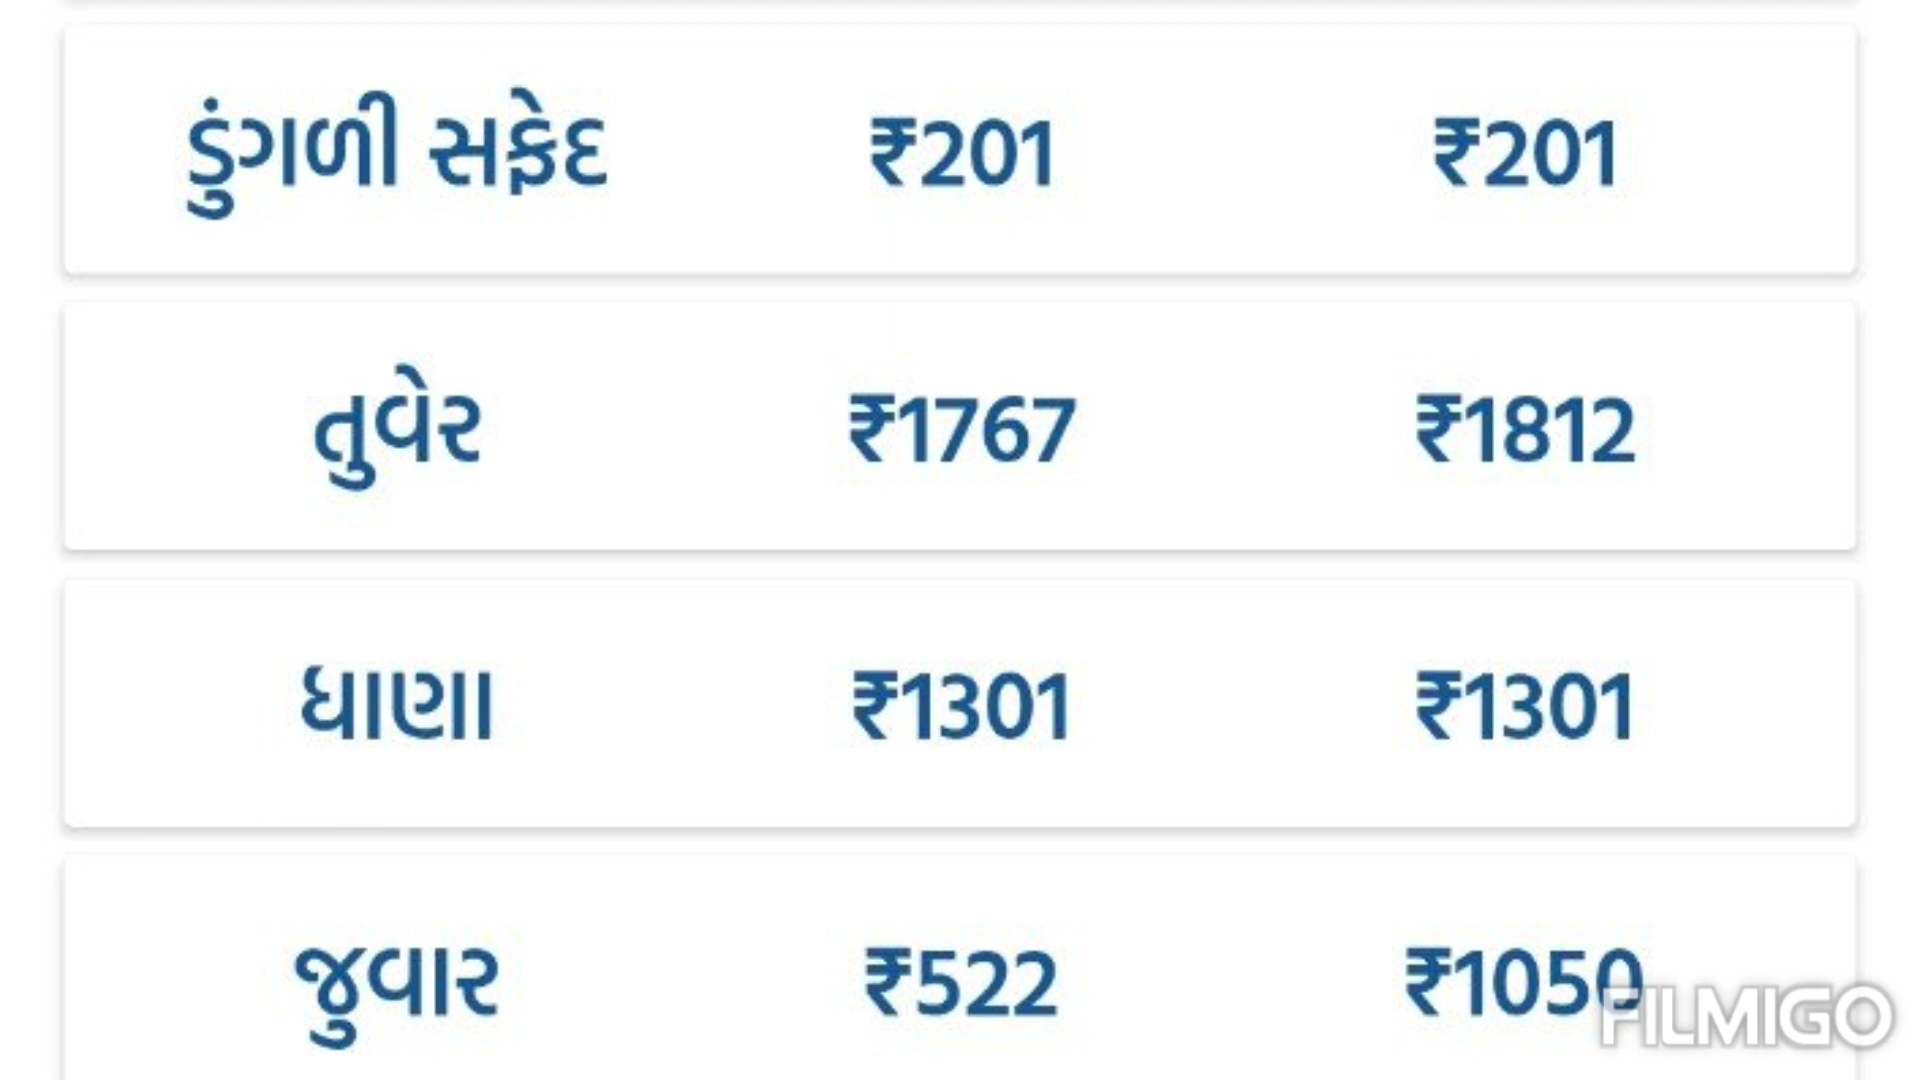 ડુંગળી સફેદ ₹201 ₹201
તુવેર ₹1767 ₹1812
ધાણા ₹1301 ₹1301
જુવાર ₹522 ₹1050
FILMIGO